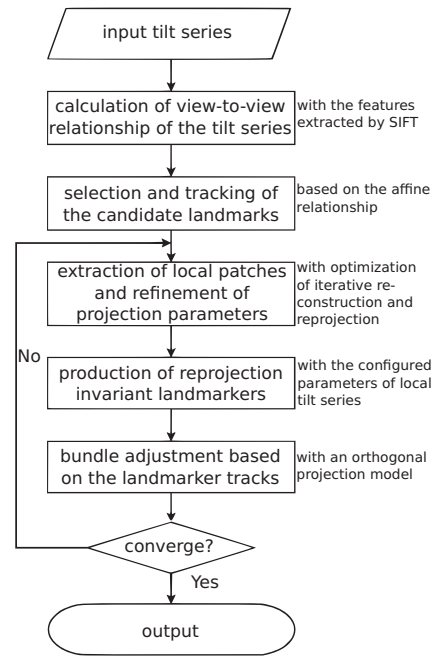 input tilt series
calculation of view-to-view
relationship of the tilt series
with the features
extracted by SIFT
selection and tracking of
the candidate landmarks
based on the affine
relationship
extraction of local patches
and refinement of
projection parameters
with optimization
of iterative re-
construction and
reprojection
No
production of reprojection
invariant landmarkers
with the configured
parameters of local
tilt series
bundle adjustment based
on the landmarker tracks
with an orthogonal
projection model
converge?
Yes
output